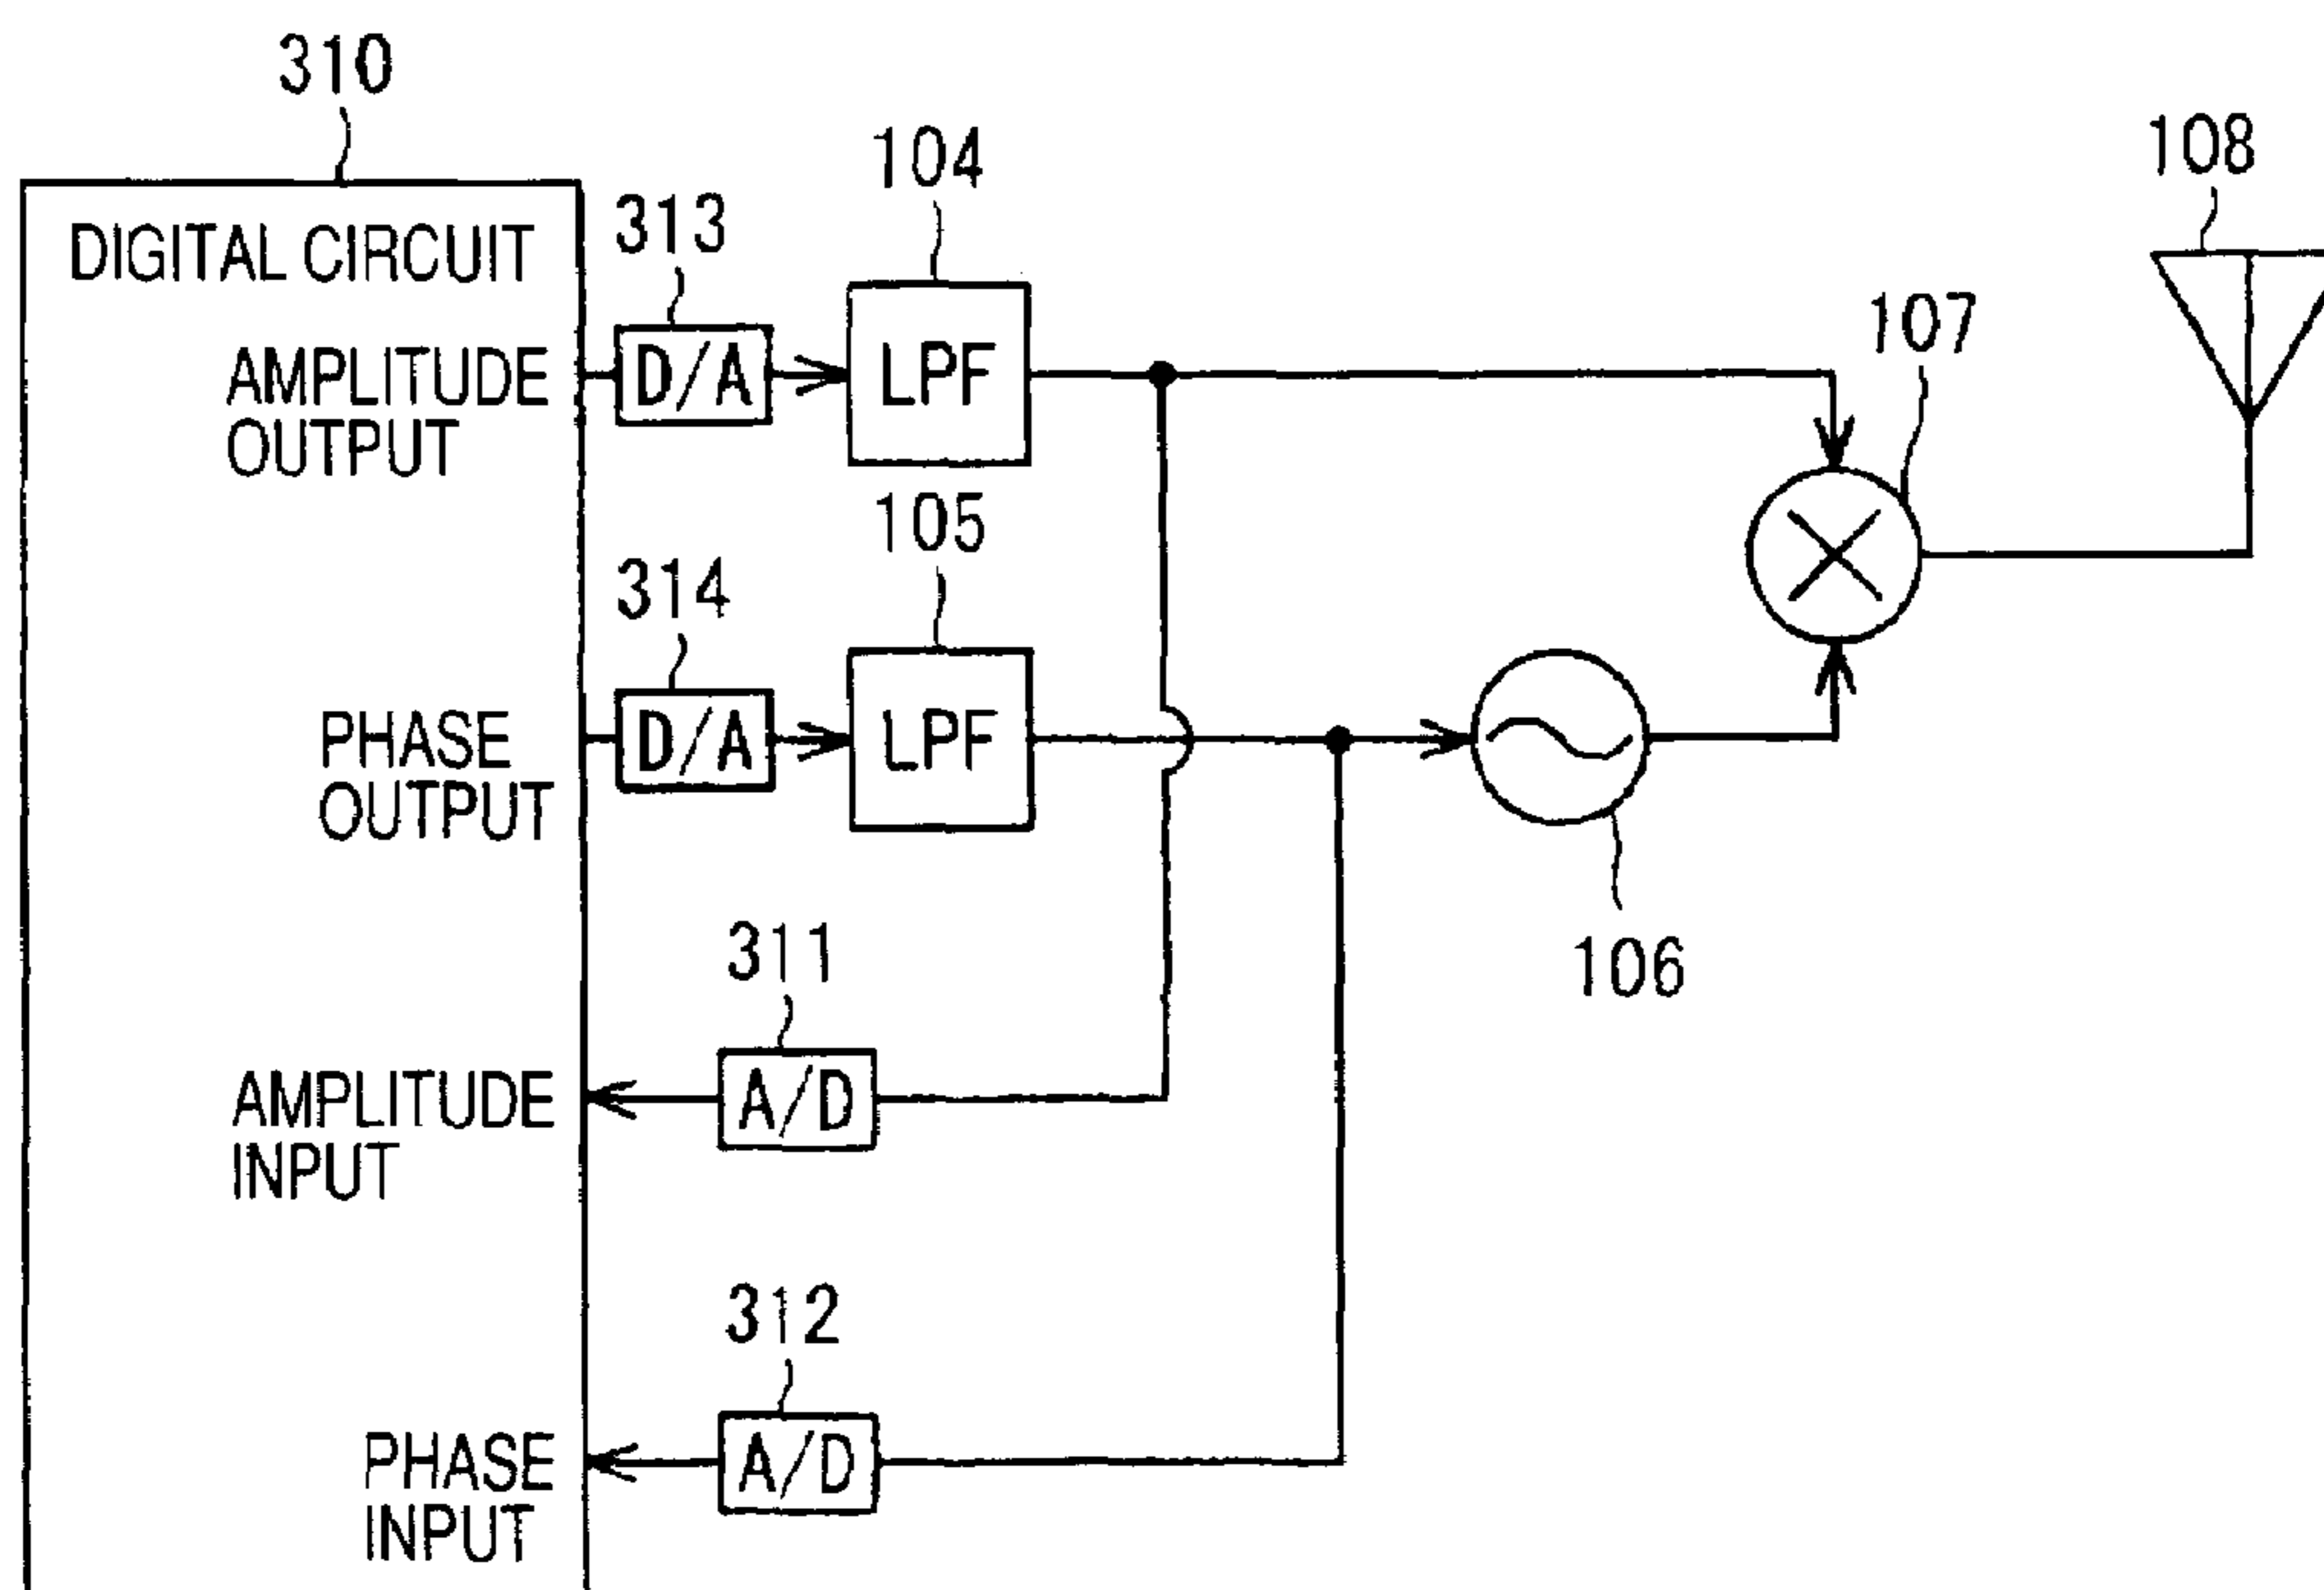 310
DIGITAL CIRCUIT
313
104
108
AMPLITUDE
OUTPUT
D/A
LPF
107
314
105
PHASE
OUTPUT
D/A
LPF
106
311
AMPLITUDE
INPUT
A/D
312
PHASE
INPUT
A/D